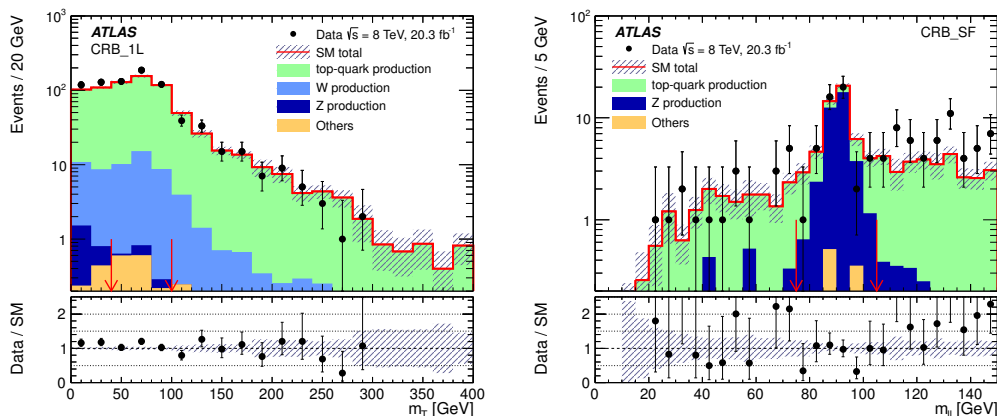 ATLAS
CRB_1L
Data √s = 8 TeV, 20.3 fb-1
SM total
top-quark production
W production
Z production
Others
Events / 20 GeV
10³
10²
10
1
Data / SM
2
1
0
0 50 100 150 200 250 300 350 400
mT [GeV]
ATLAS
CRB_SF
Data √s = 8 TeV, 20.3 fb-1
SM total
top-quark production
Z production
Others
Events / 5 GeV
10²
10
1
Data / SM
2
1
0
0 20 40 60 80 100 120 140
mll [GeV]